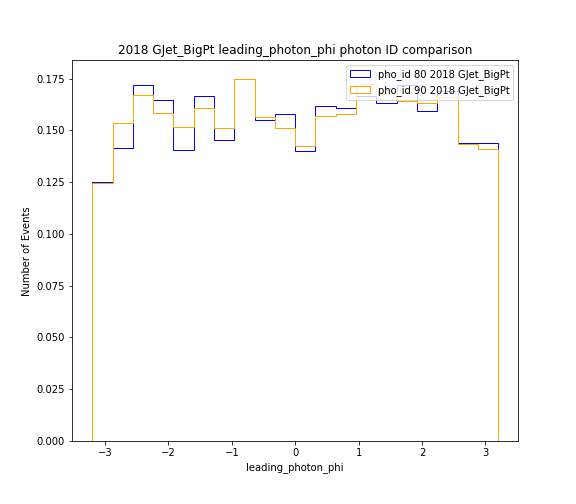 2018 GJet_BigPt leading_photon_phi photon ID comparison
pho_id 80 2018 GJet_BigPt
pho_id 90 2018 GJet_BigPt
Number of Events
0.175
0.150
0.125
0.100
0.075
0.050
0.025
0.000
−3 −2 −1 0 1 2 3
leading_photon_phi